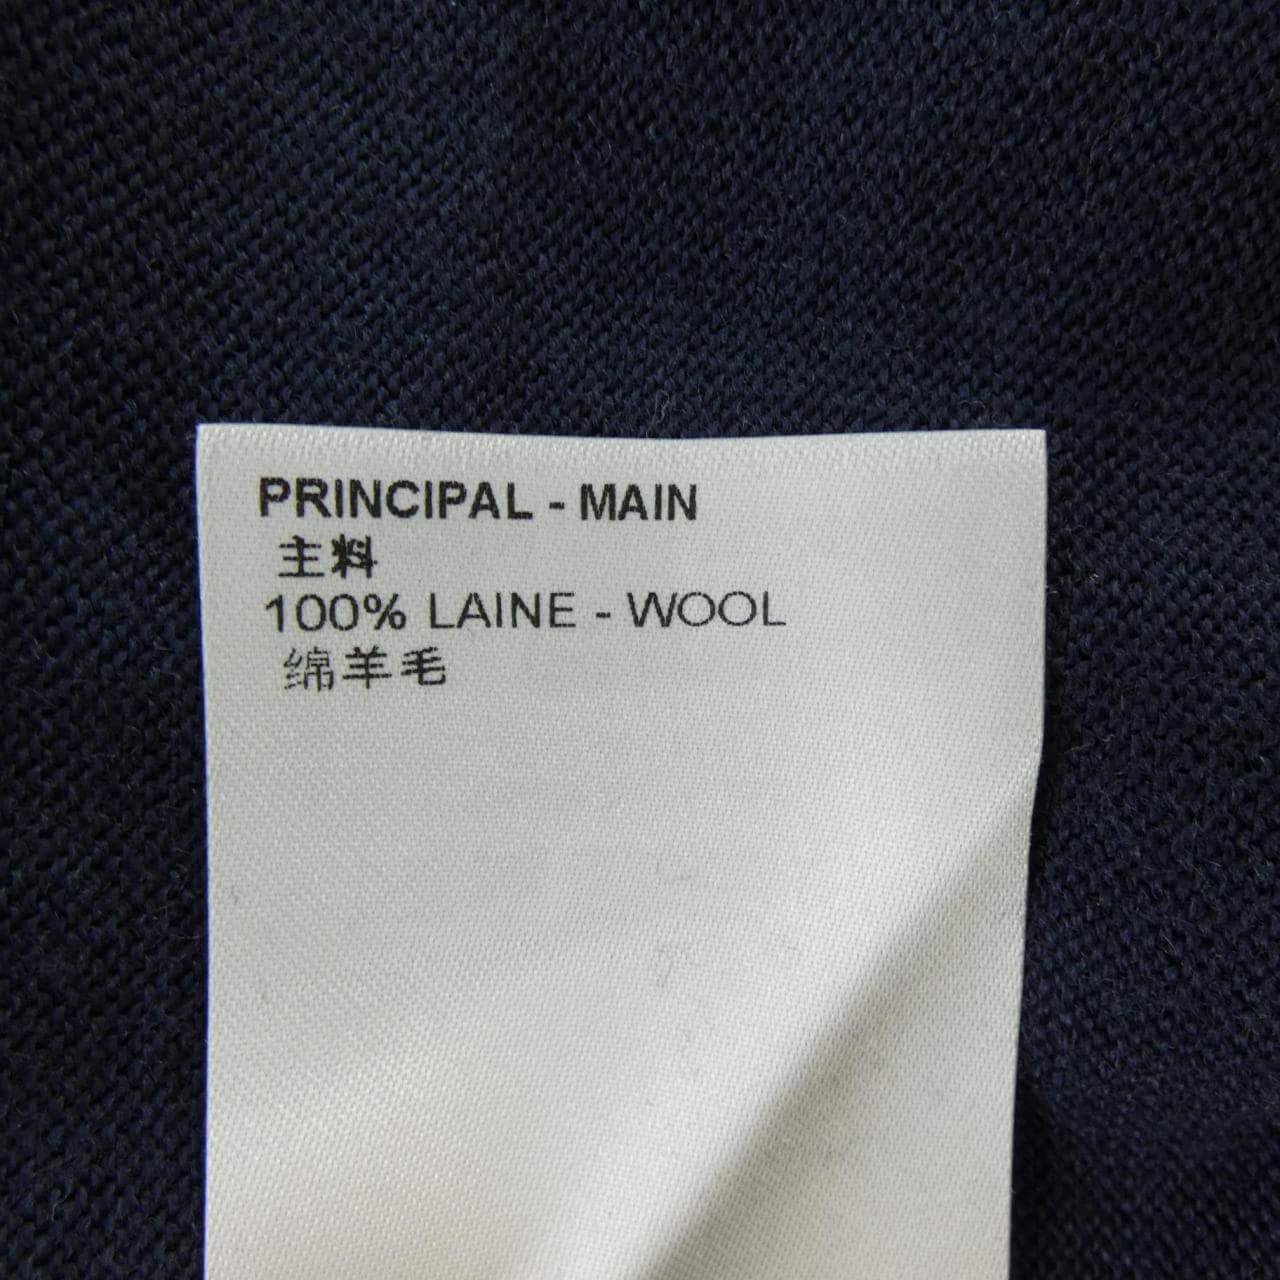 PRINCIPAL - MAIN
主料
100% LAINE - WOOL
绵羊毛